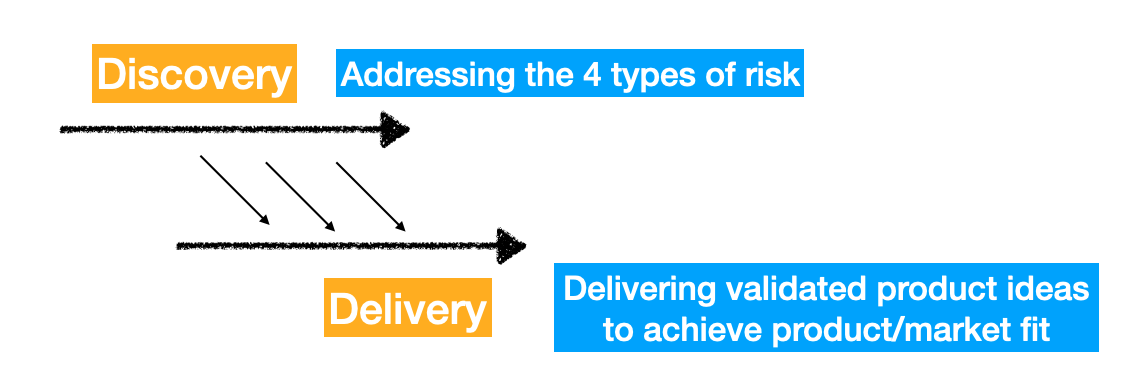 Discovery
Addressing the 4 types of risk
Delivery
Delivering validated product ideas
to achieve product/market fit